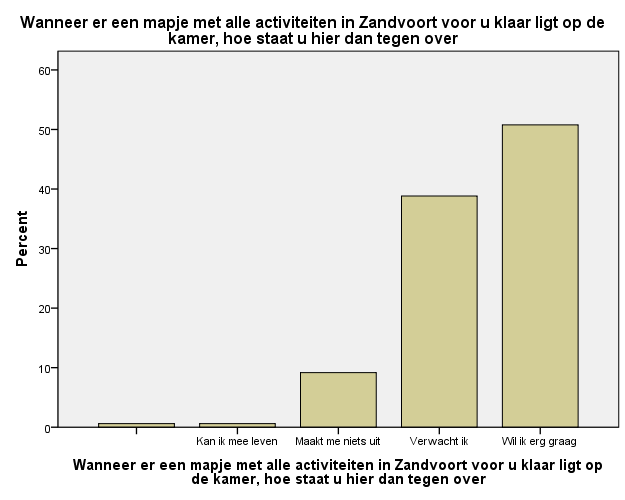 Wanneer er een mapje met alle activiteiten in Zandvoort voor u klaar ligt op de
kamer, hoe staat u hier dan tegen over
60
50
40
30
20
10
0
Percent
Kan ik mee leven
Maakt me niets uit
Verwacht ik
Wil ik erg graag
Wanneer er een mapje met alle activiteiten in Zandvoort voor u klaar ligt op
de kamer, hoe staat u hier dan tegen over